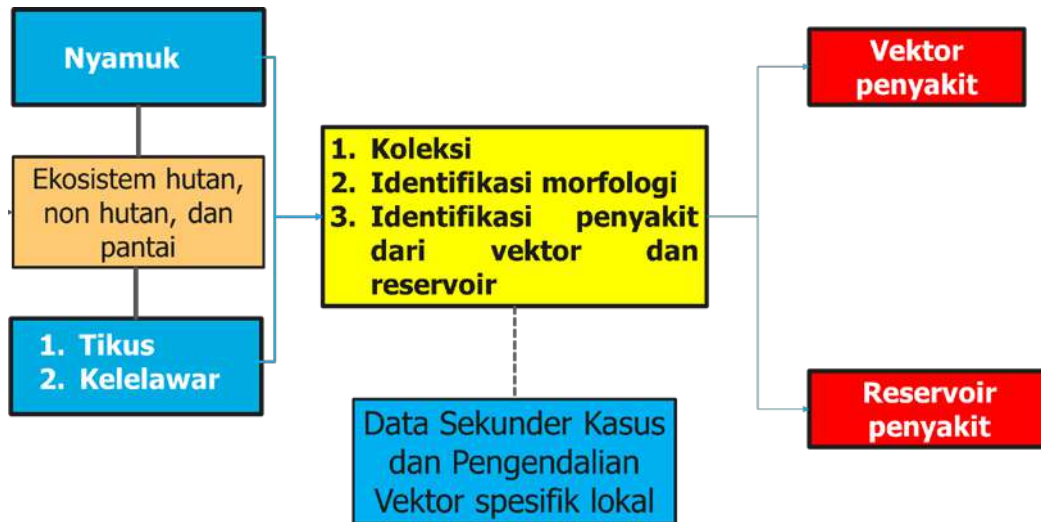 Nyamuk
Ekosistem hutan,
non hutan, dan
pantai
1. Tikus
2. Kelelawar
1. Koleksi
2. Identifikasi morfologi
3. Identifikasi penyakit
dari vektor dan
reservoir
Data Sekunder Kasus
dan Pengendalian
Vektor spesifik lokal
Vektor
penyakit
Reservoir
penyakit